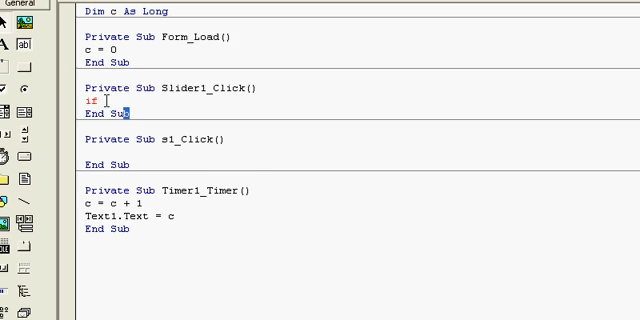 General
Dim c As Long
Private Sub Form_Load()
c = 0
End Sub
Private Sub Slider1_Click()
if
End Sub
Private Sub s1_Click()
End Sub
Private Sub Timer1_Timer()
c = c + 1
Text1.Text = c
End Sub
A
ab